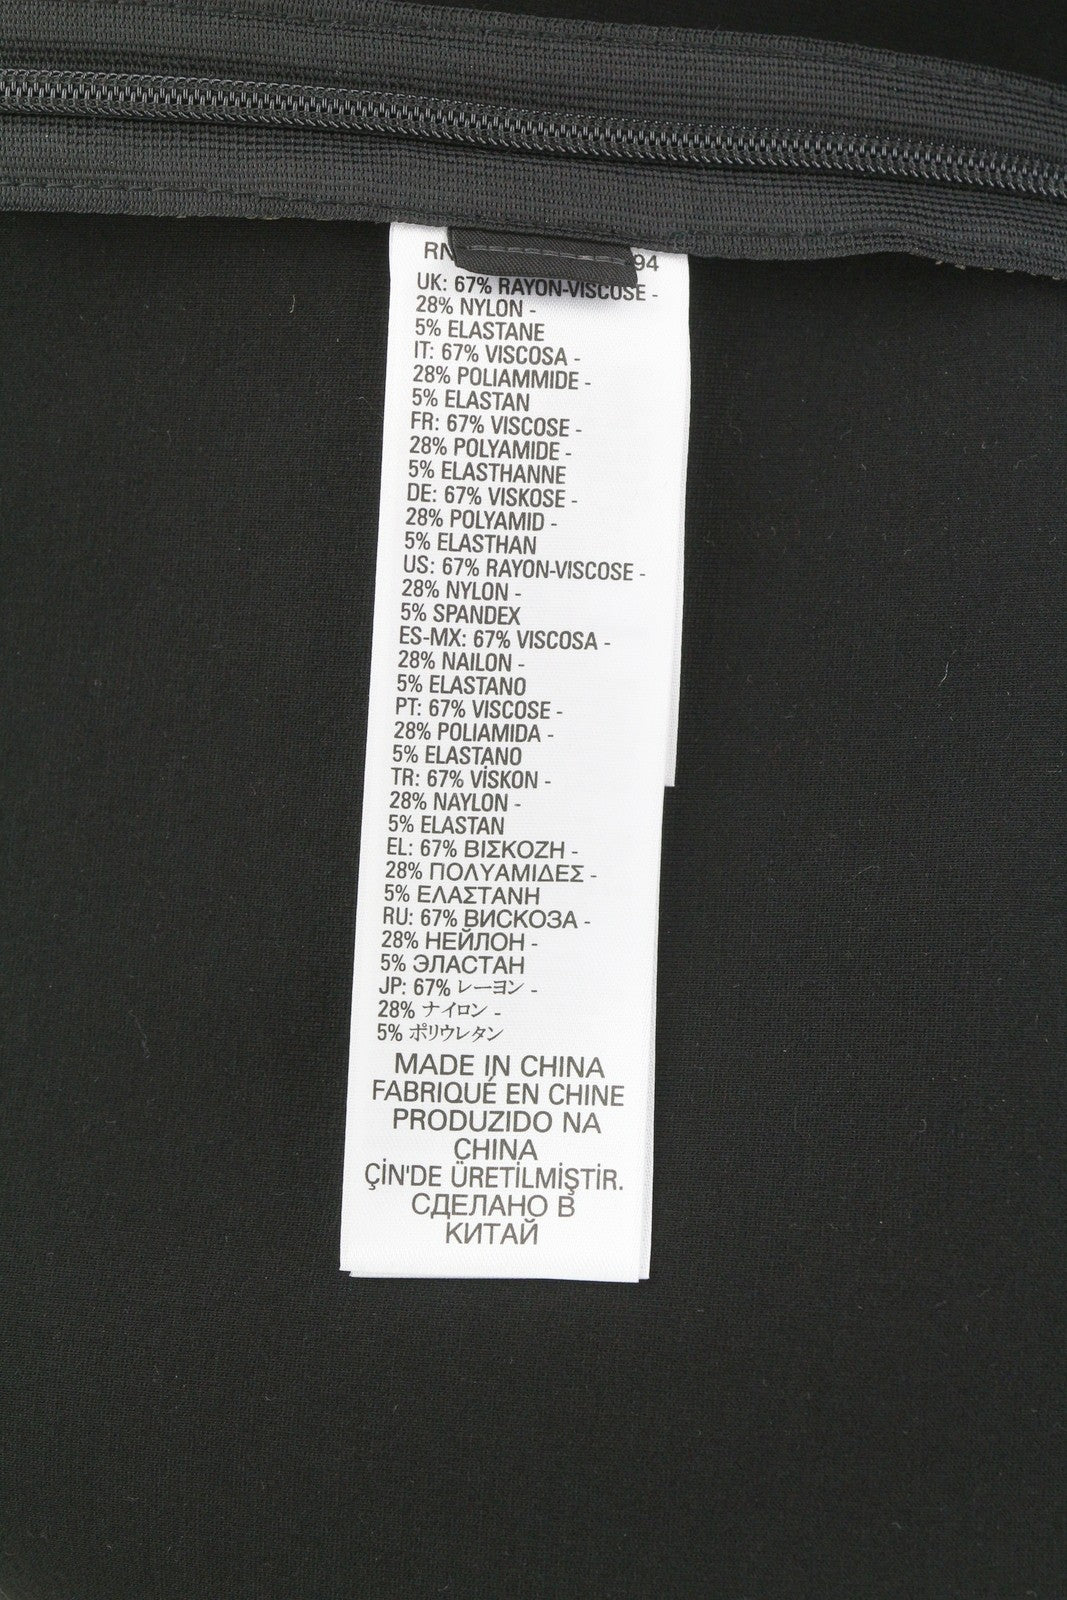 RN 94
UK: 67% RAYON-VISCOSE -
28% NYLON -
5% ELASTANE
IT: 67% VISCOSA -
28% POLIAMMIDE -
5% ELASTAN
FR: 67% VISCOSE -
28% POLYAMIDE -
5% ELASTHANNE
DE: 67% VISKOSE -
28% POLYAMID -
5% ELASTHAN
US: 67% RAYON-VISCOSE -
28% NYLON -
5% SPANDEX
ES-MX: 67% VISCOSA -
28% NAILON -
5% ELASTANO
PT: 67% VISCOSE -
28% POLIAMIDA -
5% ELASTANO
TR: 67% VİSKON -
28% NAYLON -
5% ELASTAN
EL: 67% ΒΙΣΚΟΖΗ -
28% ΠΟΛΥΑΜΙΔΕΣ -
5% ΕΛΑΣΤΑΝΗ
RU: 67% ВИСКОЗА -
28% НЕЙЛОН -
5% ЭЛАСТАН
JP: 67% レーヨン -
28% ナイロン -
5% ポリウレタン
MADE IN CHINA
FABRIQUÉ EN CHINE
PRODUZIDO NA
CHINA
ÇİN'DE ÜRETİLMİŞTİR.
СДЕЛАНО В
КИТАЙ